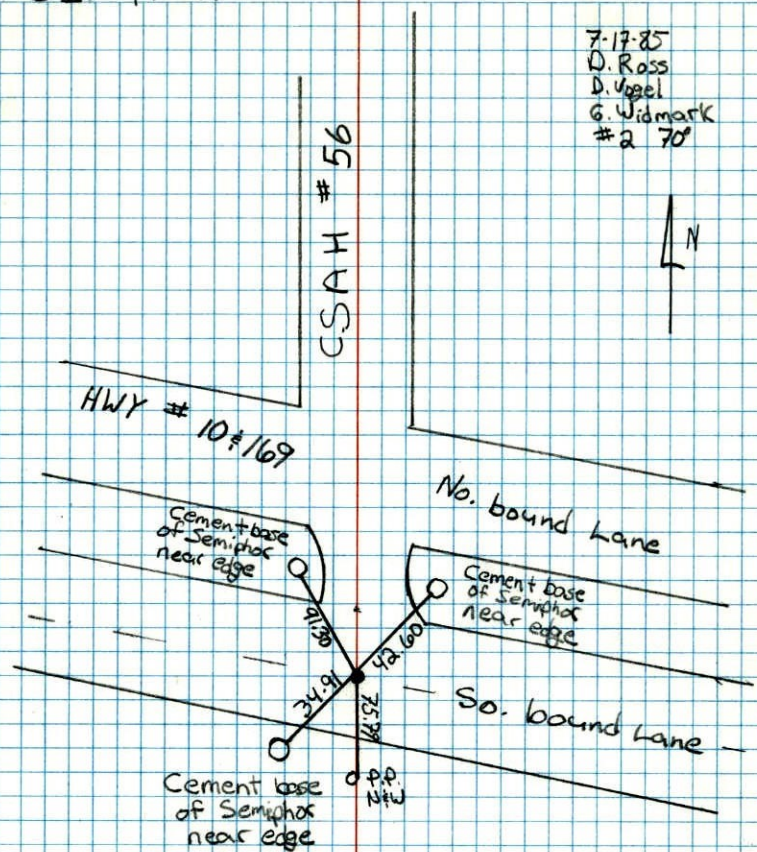 7-17-85
D. Ross
D. Vogel
G. Widmark
#2 70°
N
CSAH #56
HWY # 10 & 169
No. bound Lane
Cement base
of Semiphor
near edge
Cement base
of Semiphor
near edge
91.30
42.60
34.91
75.79
So. bound Lane
P.P.
N&W
Cement base
of Semiphor
near edge